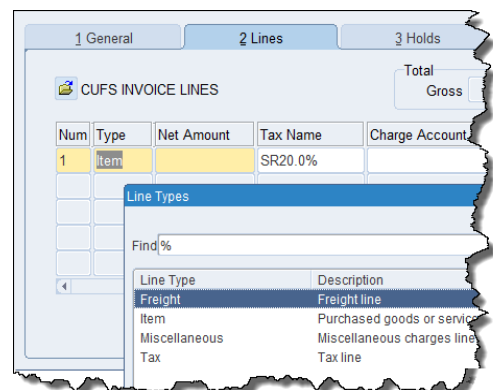 1 General
2 Lines
3 Holds
Total
CUFS INVOICE LINES
Gross
Num Type Net Amount Tax Name Charge Account
1 Item SR20.0%
Line Types
Find %
Line Type Description
Freight Freight line
Item Purchased goods or service
Miscellaneous Miscellaneous charges line
Tax Tax line